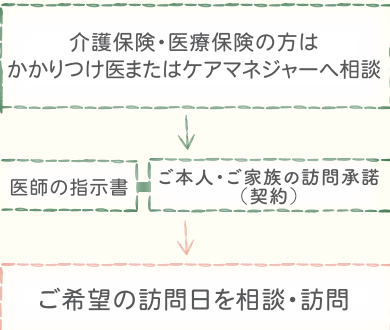 介護保険・医療保険の方は
かかりつけ医またはケアマネジャーへ相談
医師の指示書
ご本人・ご家族の訪問承諾
（契約）
ご希望の訪問日を相談・訪問